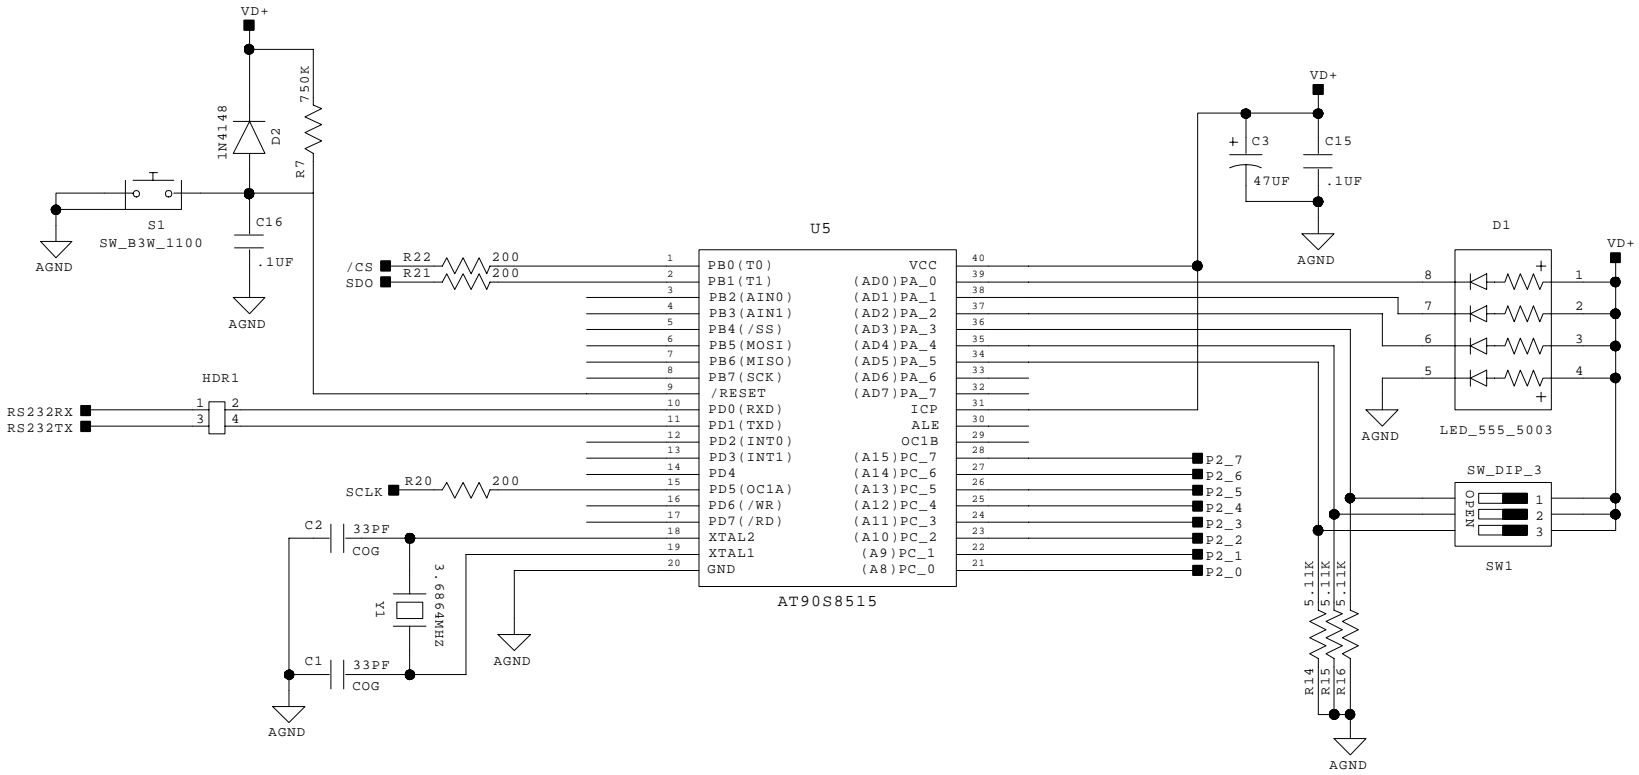 VD+
750K
1N4148
D2
R7
S1
SW_B3W_1100
C16
.1UF
AGND
AGND
VD+
C3
47UF
C15
.1UF
AGND
U5
/CS
R22
200
SDO
R21
200
1 PB0(T0)
2 PB1(T1)
3 PB2(AIN0)
4 PB3(AIN1)
5 PB4(/SS)
6 PB5(MOSI)
7 PB6(MISO)
8 PB7(SCK)
9 /RESET
10 PD0(RXD)
11 PD1(TXD)
12 PD2(INT0)
13 PD3(INT1)
14 PD4
15 PD5(OC1A)
16 PD6(/WR)
17 PD7(/RD)
18 XTAL2
19 XTAL1
20 GND
VCC 40
(AD0)PA_0 39
(AD1)PA_1 38
(AD2)PA_2 37
(AD3)PA_3 36
(AD4)PA_4 35
(AD5)PA_5 34
(AD6)PA_6 33
(AD7)PA_7 32
ICP 31
ALE 30
OC1B 29
(A15)PC_7 28
(A14)PC_6 27
(A13)PC_5 26
(A12)PC_4 25
(A11)PC_3 24
(A10)PC_2 23
(A9)PC_1 22
(A8)PC_0 21
AT90S8515
HDR1
RS232RX 1 2
RS232TX 3 4
SCLK
R20
200
C2
33PF
COG
3.6864MHZ
Y1
C1
33PF
COG
AGND
AGND
P2_7
P2_6
P2_5
P2_4
P2_3
P2_2
P2_1
P2_0
D1
VD+
8 + 1
7 2
6 3
5 4
+
AGND
LED_555_5003
SW_DIP_3
OPEN
1
2
3
SW1
5.11K
5.11K
5.11K
R14
R15
R16
AGND